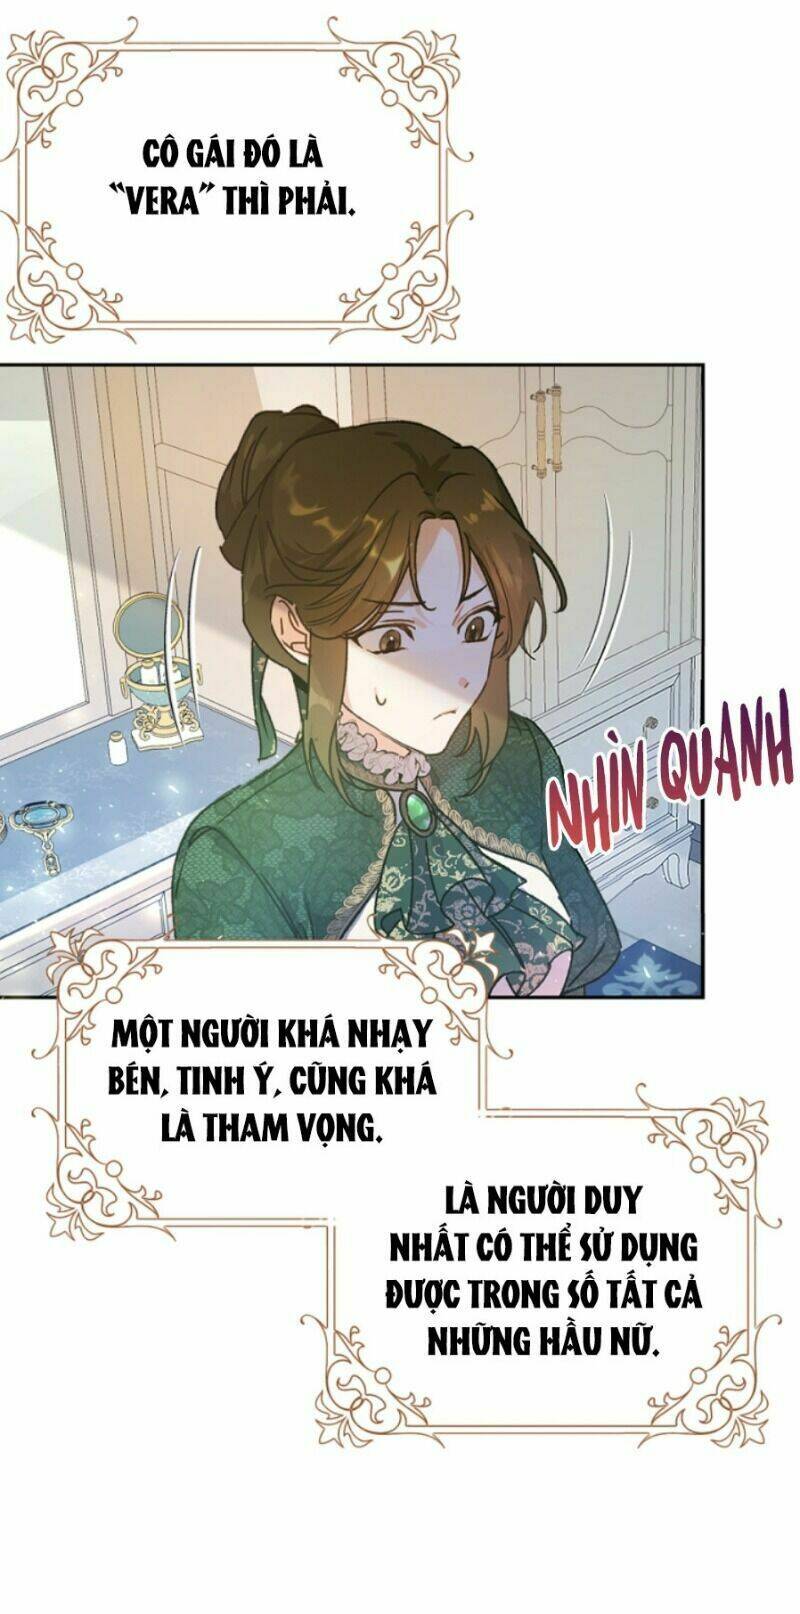 CÔ GÁI ĐÓ LÀ
"VERA" THÌ PHẢI.
NHÌN QUANH
MỘT NGƯỜI KHÁ NHẠY
BÉN, TINH Ý, CŨNG KHÁ
LÀ THAM VỌNG.
LÀ NGƯỜI DUY
NHẤT CÓ THỂ SỬ DỤNG
ĐƯỢC TRONG SỐ TẤT CẢ
NHỮNG HẦU NỮ.